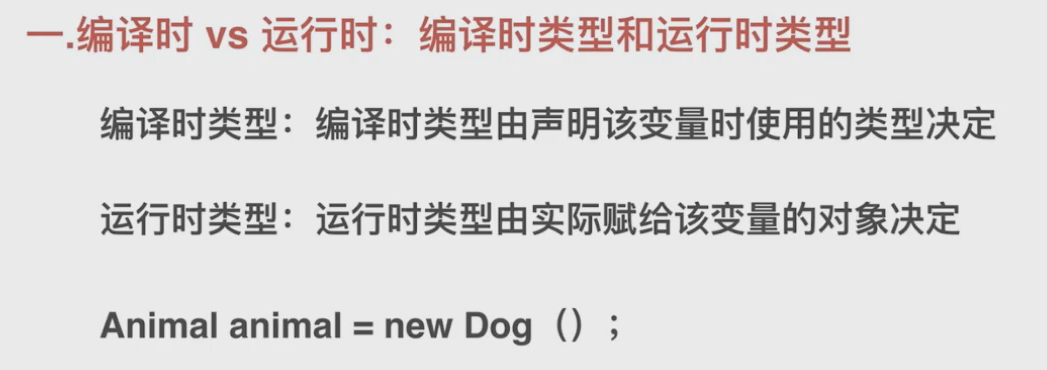 一.编译时 vs 运行时：编译时类型和运行时类型
编译时类型：编译时类型由声明该变量时使用的类型决定
运行时类型：运行时类型由实际赋给该变量的对象决定
Animal animal = new Dog（）；